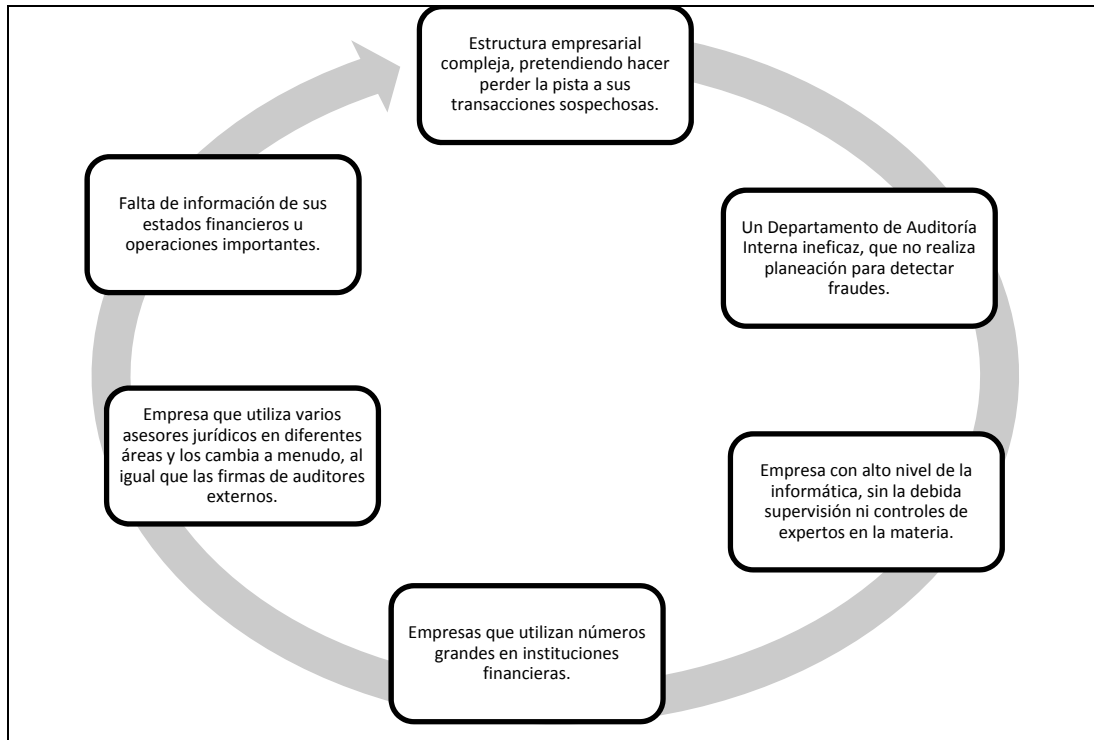 Estructura empresarial
compleja, pretendiendo hacer
perder la pista a sus
transacciones sospechosas.
Un Departamento de Auditoría
Interna ineficaz, que no realiza
planeación para detectar
fraudes.
Empresa con alto nivel de la
informática, sin la debida
supervisión ni controles de
expertos en la materia.
Empresas que utilizan números
grandes en instituciones
financieras.
Empresa que utiliza varios
asesores jurídicos en diferentes
áreas y los cambia a menudo, al
igual que las firmas de auditores
externos.
Falta de información de sus
estados financieros u
operaciones importantes.